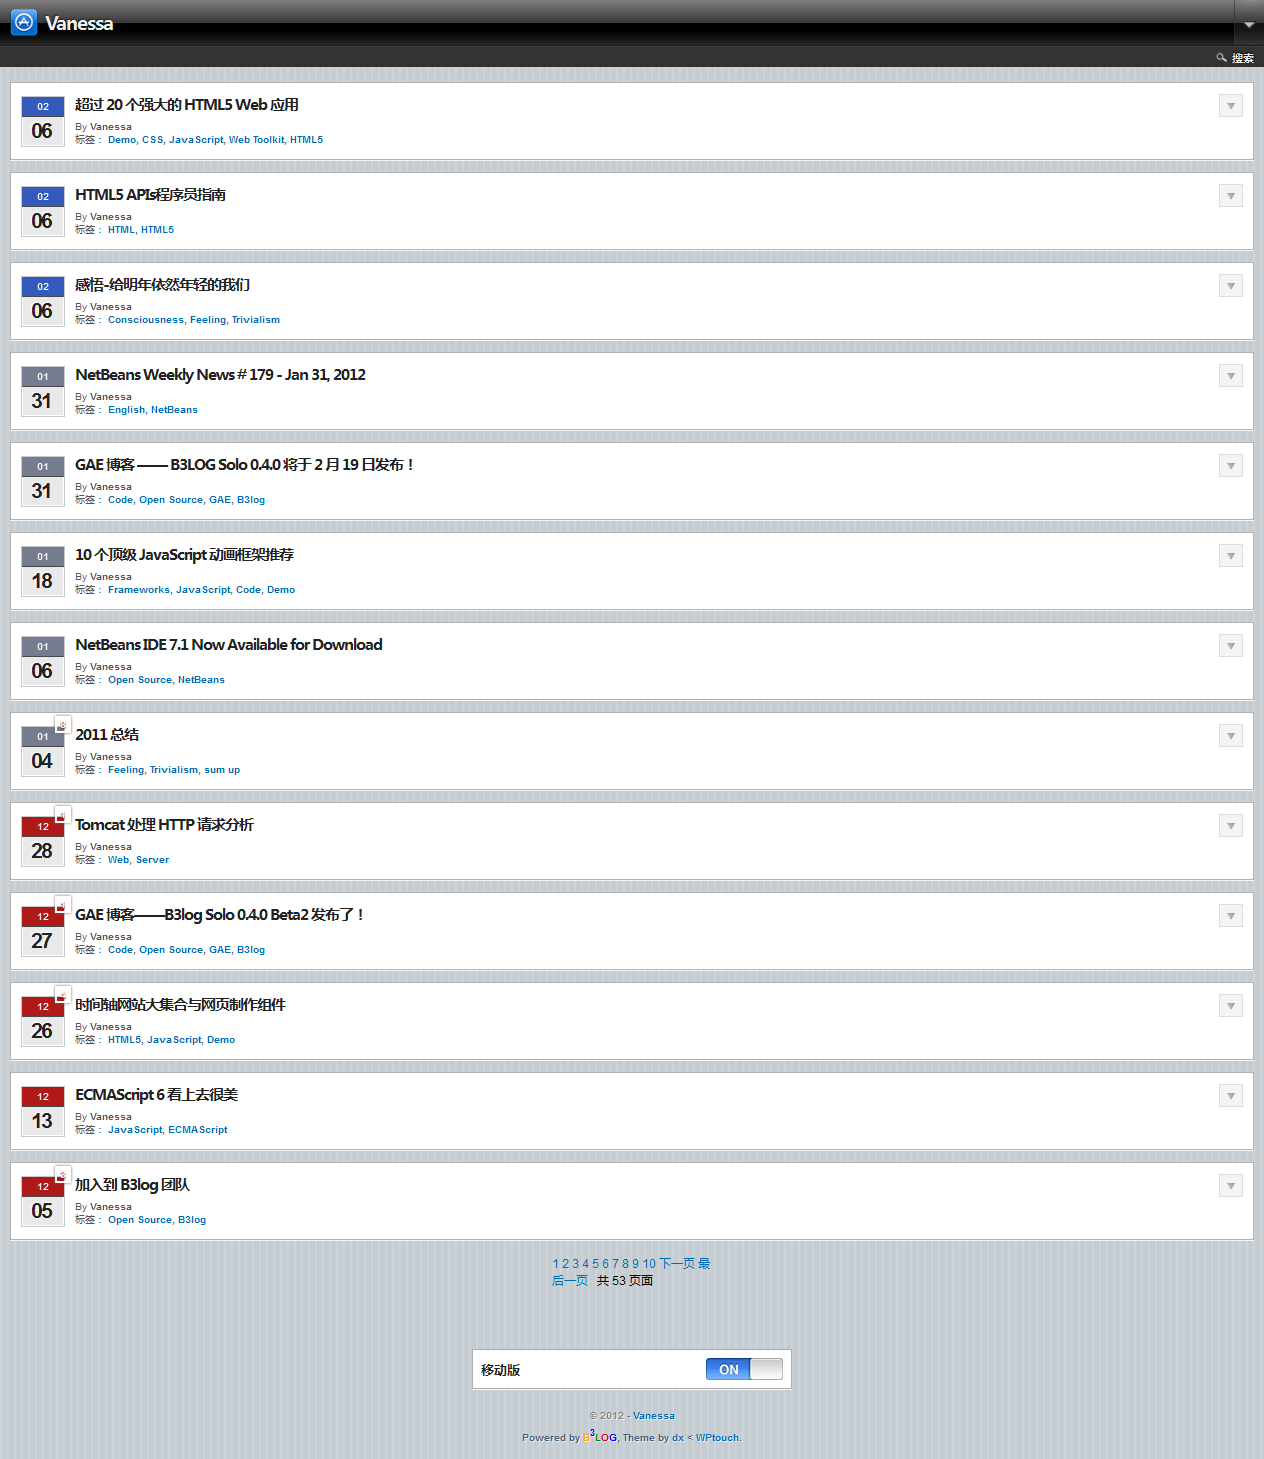 Vanessa
搜索
02
06
超过 20 个强大的 HTML5 Web 应用
By Vanessa
标签： Demo, CSS, JavaScript, Web Toolkit, HTML5
02
06
HTML5 APIs程序员指南
By Vanessa
标签： HTML, HTML5
02
06
感悟-给明年依然年轻的我们
By Vanessa
标签： Consciousness, Feeling, Trivialism
01
31
NetBeans Weekly News # 179 - Jan 31, 2012
By Vanessa
标签： English, NetBeans
01
31
GAE 博客 —— B3LOG Solo 0.4.0 将于 2 月 19 日发布！
By Vanessa
标签： Code, Open Source, GAE, B3log
01
18
10 个顶级 JavaScript 动画框架推荐
By Vanessa
标签： Frameworks, JavaScript, Code, Demo
01
06
NetBeans IDE 7.1 Now Available for Download
By Vanessa
标签： Open Source, NetBeans
01
04
2011 总结
By Vanessa
标签： Feeling, Trivialism, sum up
12
28
Tomcat 处理 HTTP 请求分析
By Vanessa
标签： Web, Server
12
27
GAE 博客——B3log Solo 0.4.0 Beta2 发布了！
By Vanessa
标签： Code, Open Source, GAE, B3log
12
26
时间轴网站大集合与网页制作组件
By Vanessa
标签： HTML5, JavaScript, Demo
12
13
ECMAScript 6 看上去很美
By Vanessa
标签： JavaScript, ECMAScript
12
05
加入到 B3log 团队
By Vanessa
标签： Open Source, B3log
1 2 3 4 5 6 7 8 9 10 下一页 最
后一页 共 53 页面
移动版
ON
© 2012 - Vanessa
Powered by B3LOG, Theme by dx < WPtouch.